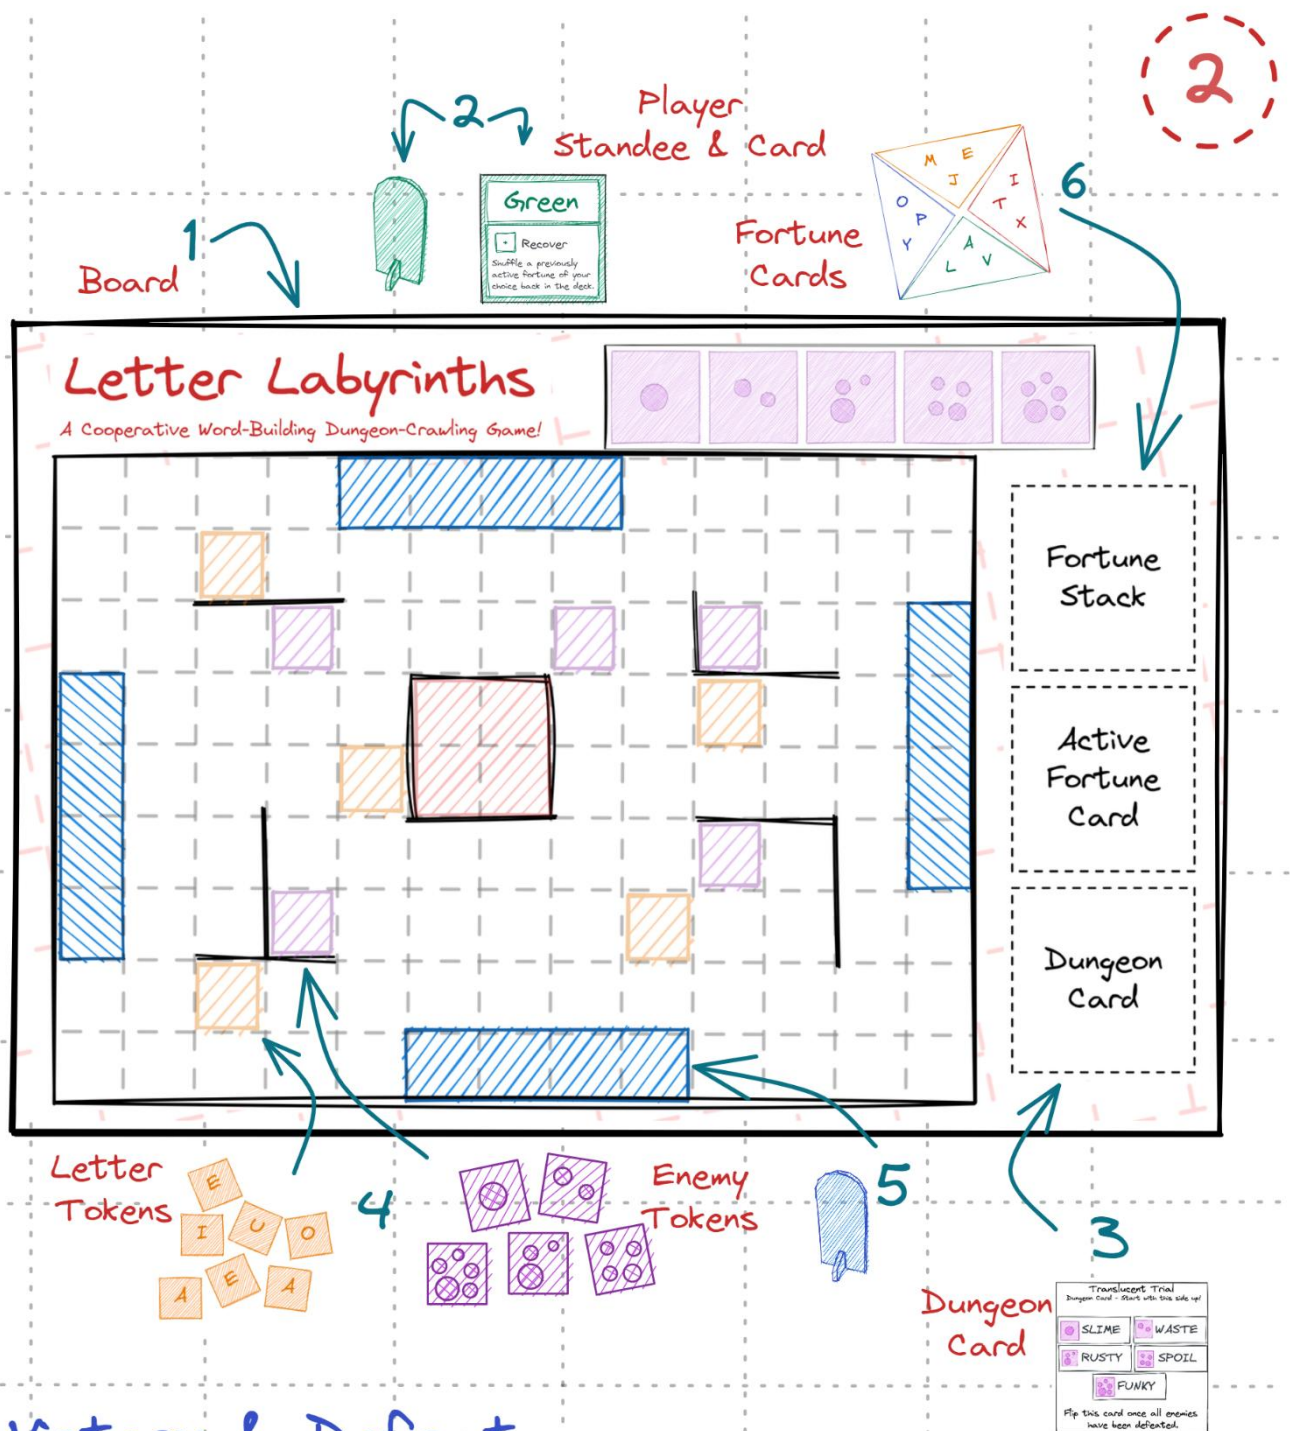 2
2
Player
Standee & Card
Green
Recover
Shuffle a previously
active fortune of your
choice back in the deck.
Fortune
Cards
M E
J
I
T
X
O
P
Y
A
L V
6
1
Board
Letter Labyrinths
A Cooperative Word-Building Dungeon-Crawling Game!
Fortune
Stack
Active
Fortune
Card
Dungeon
Card
Letter
Tokens
E
I U O
A E A
4
Enemy
Tokens
5
3
Dungeon
Card
Translucent Trial
Dungeon Card - Start with this side up!
SLIME WASTE
RUSTY SPOIL
FUNKY
Flip this card once all enemies
have been defeated.